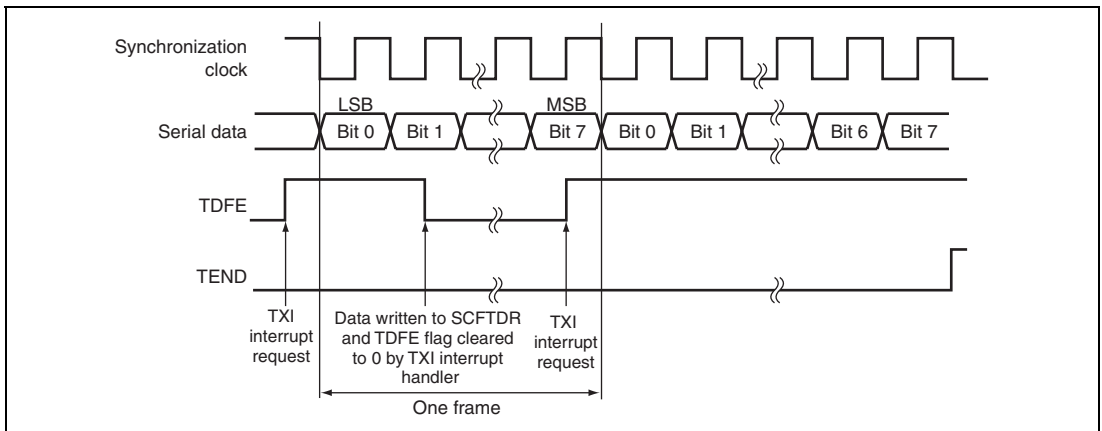 Synchronization
clock
LSB
MSB
Serial data
Bit 0
Bit 1
Bit 7
Bit 0
Bit 1
Bit 6
Bit 7
TDFE
TEND
TXI
interrupt
request
Data written to SCFTDR
and TDFE flag cleared
to 0 by TXI interrupt
handler
TXI
interrupt
request
One frame